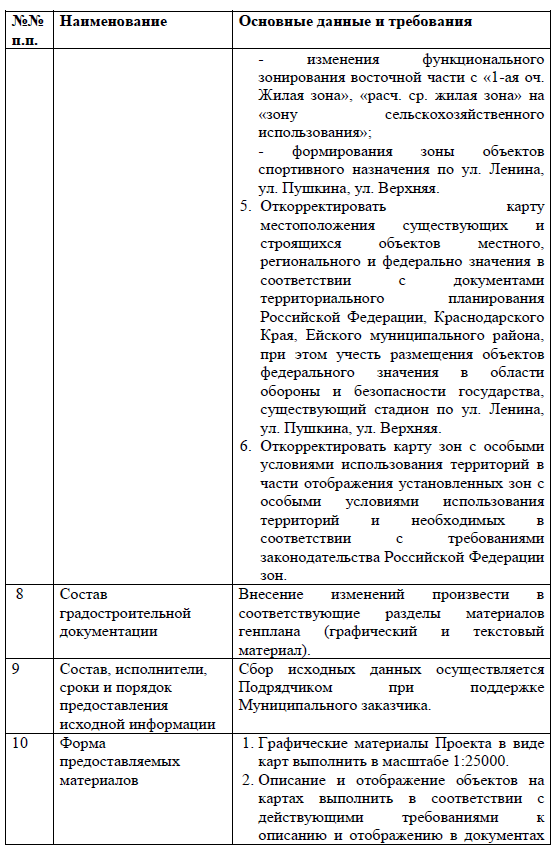 №№ Наименование Основные данные и требования
п.п.
- изменения функционального
зонирования восточной части с «1-ая оч.
Жилая зона», «расч. ср. жилая зона» на
«зону сельскохозяйственного
использования»;
- формирования зоны объектов
спортивного назначения по ул. Ленина,
ул. Пушкина, ул. Верхняя.
5. Откорректировать карту
местоположения существующих и
строящихся объектов местного,
регионального и федерально значения в
соответствии с документами
территориального планирования
Российской Федерации, Краснодарского
Края, Ейского муниципального района,
при этом учесть размещения объектов
федерального значения в области
обороны и безопасности государства,
существующий стадион по ул. Ленина,
ул. Пушкина, ул. Верхняя.
6. Откорректировать карту зон с особыми
условиями использования территорий в
части отображения установленных зон с
особыми условиями использования
территорий и необходимых в
соответствии с требованиями
законодательства Российской Федерации
зон.
8 Состав Внесение изменений произвести в
градостроительной соответствующие разделы материалов
документации генплана (графический и текстовый
материал).
9 Состав, исполнители, Сбор исходных данных осуществляется
сроки и порядок Подрядчиком при поддержке
предоставления Муниципального заказчика.
исходной информации
10 Форма 1. Графические материалы Проекта в виде
предоставляемых карт выполнить в масштабе 1:25000.
материалов 2. Описание и отображение объектов на
картах выполнить в соответствии с
действующими требованиями к
описанию и отображению в документах